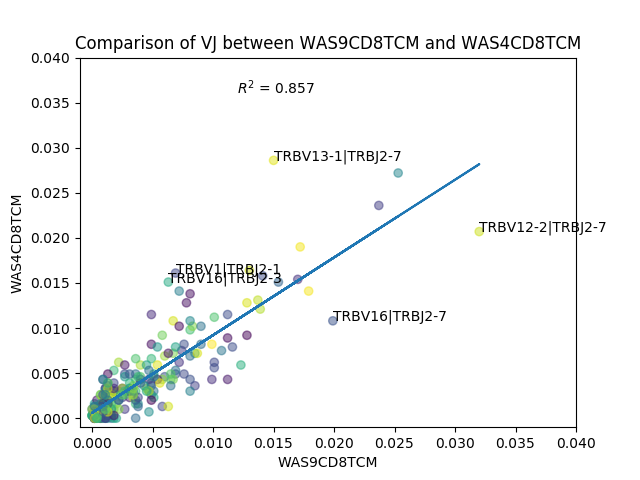 Comparison of VJ between WAS9CD8TCM and WAS4CD8TCM
0.040
R² = 0.857
0.035
0.030
TRBV13-1|TRBJ2-7
0.025
TRBV12-2|TRBJ2-7
0.020
TRBV1|TRBJ2-1
TRBV16|TRBJ2-3
0.015
TRBV16|TRBJ2-7
0.010
0.005
0.000
WAS4CD8TCM
0.000 0.005 0.010 0.015 0.020 0.025 0.030 0.035 0.040
WAS9CD8TCM